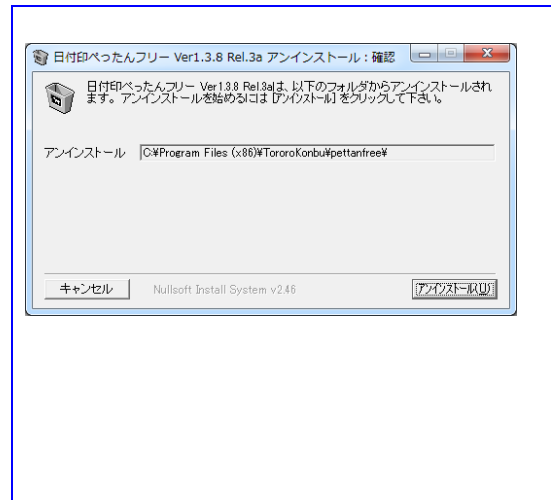 日付印ぺったんフリー Ver1.3.8 Rel.3a アンインストール：確認
日付印ぺったんフリー Ver1.3.8 Rel.3aは、以下のフォルダからアンインストールされ
ます。アンインストールを始めるには [アンインストール] をクリックして下さい。
アンインストール C:¥Program Files (x86)¥TororoKonbu¥pettanfree¥
キャンセル Nullsoft Install System v2.46 アンインストール(U)